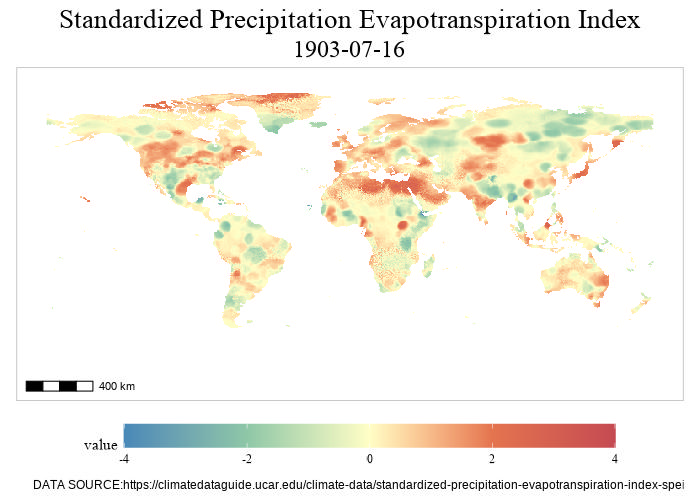 Standardized Precipitation Evapotranspiration Index
1903-07-16
400 km
value
-4 -2 0 2 4
DATA SOURCE:https://climatedataguide.ucar.edu/climate-data/standardized-precipitation-evapotranspiration-index-spei